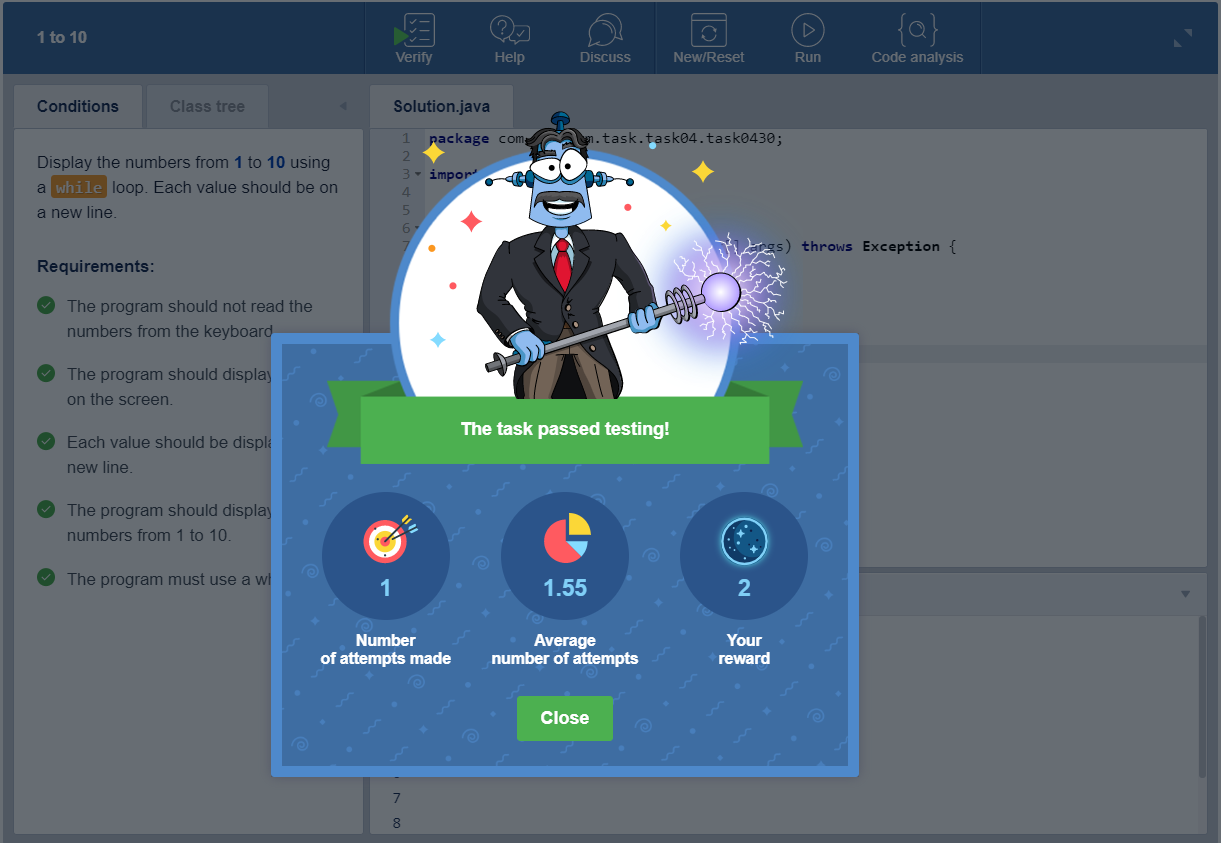 1 to 10
Verify
Help
Discuss
New/Reset
Run
Code analysis
Conditions
Class tree
Display the numbers from 1 to 10 using
a while loop. Each value should be on
a new line.
Requirements:
The program should not read the
numbers from the keyboard
The program should display
on the screen.
Each value should be
new line.
The program should display
numbers from 1 to 10.
The program must use a
Solution.java
1 package .task.task04.task0430;
2
3
4
5
6
7 args) throws Exception {
The task passed testing!
1
Number
of attempts made
1.55
Average
number of attempts
2
Your
reward
Close
7
8